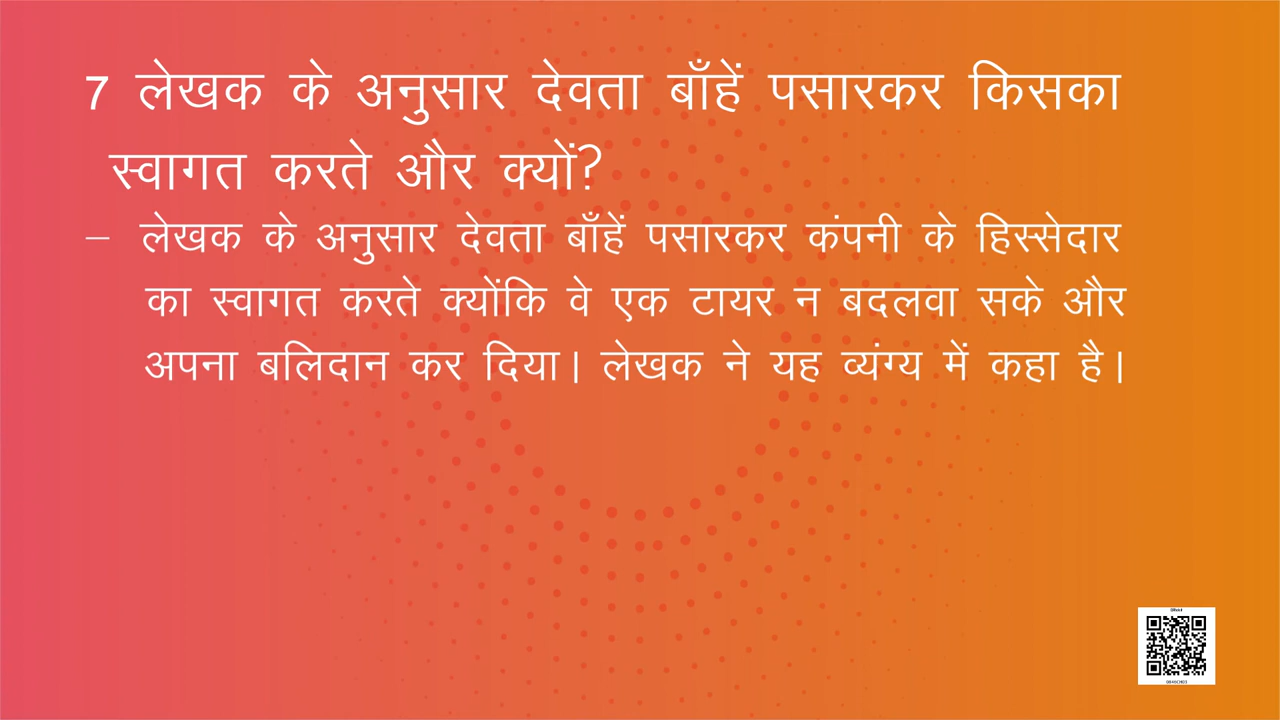 7 लेखक के अनुसार देवता बाँहें पसारकर किसका
स्वागत करते और क्यों?
– लेखक के अनुसार देवता बाँहें पसारकर कंपनी के हिस्सेदार
का स्वागत करते क्योंकि वे एक टायर न बदलवा सके और
अपना बलिदान कर दिया। लेखक ने यह व्यंग्य में कहा है।